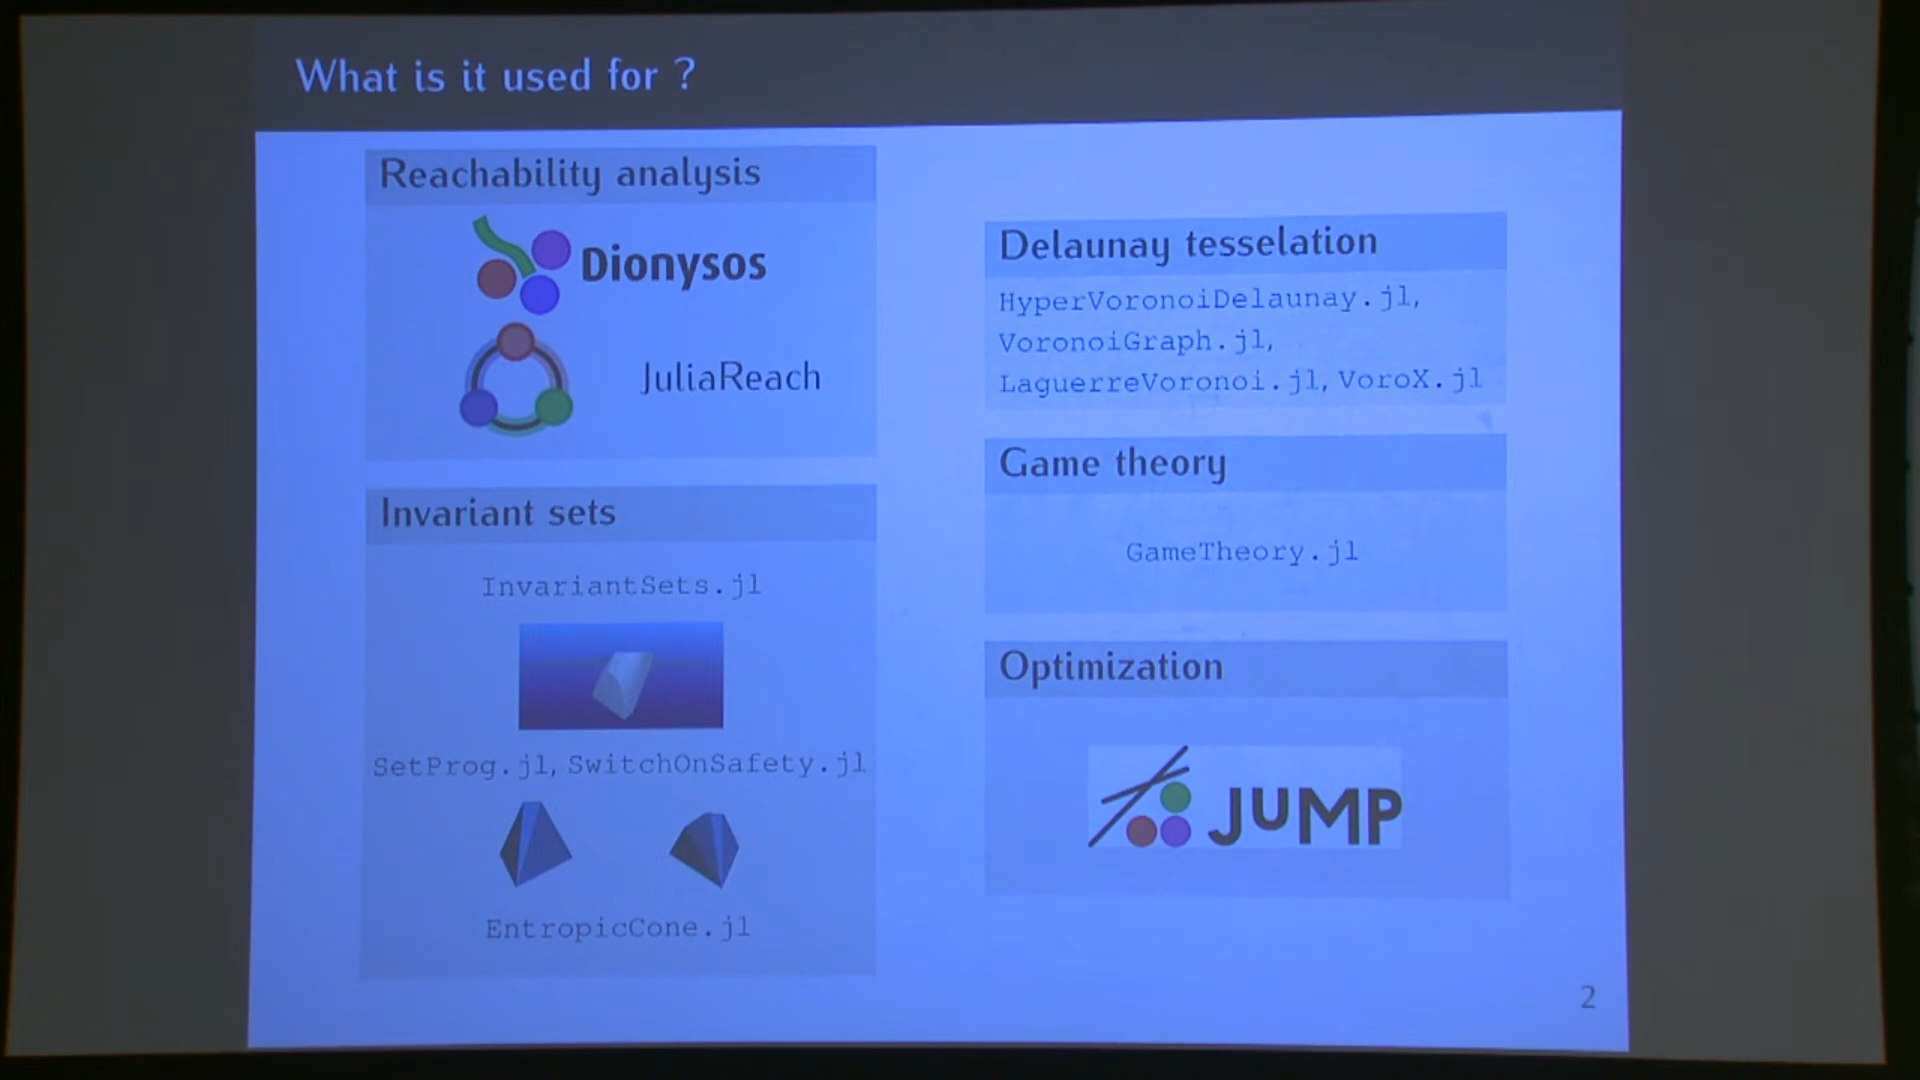 What is it used for ?
Reachability analysis
Dionysos
JuliaReach
Invariant sets
InvariantSets.jl
SetProg.jl, SwitchOnSafety.jl
EntropicCone.jl
Delaunay tesselation
HyperVoronoiDelaunay.jl,
VoronoiGraph.jl,
LaguerreVoronoi.jl, VoroX.jl
Game theory
GameTheory.jl
Optimization
JuMP
2